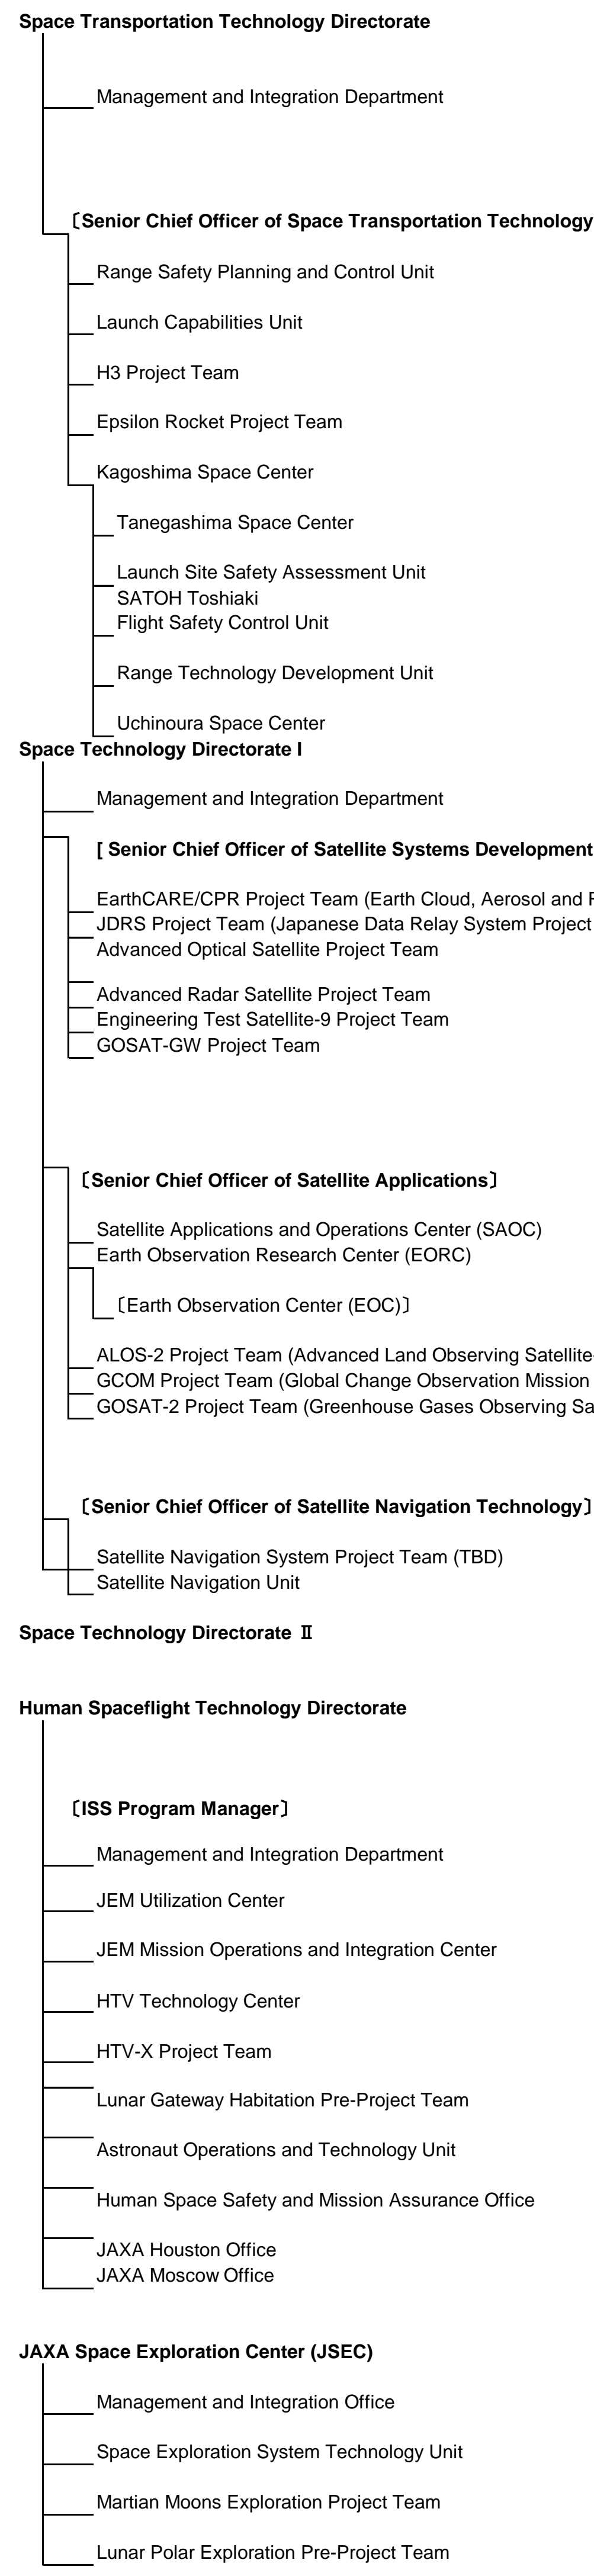 Space Transportation Technology Directorate
Management and Integration Department
〔Senior Chief Officer of Space Transportation Technology
Range Safety Planning and Control Unit
Launch Capabilities Unit
H3 Project Team
Epsilon Rocket Project Team
Kagoshima Space Center
Tanegashima Space Center
Launch Site Safety Assessment Unit
SATOH Toshiaki
Flight Safety Control Unit
Range Technology Development Unit
Uchinoura Space Center
Space Technology Directorate I
Management and Integration Department
[ Senior Chief Officer of Satellite Systems Development
EarthCARE/CPR Project Team (Earth Cloud, Aerosol and
JDRS Project Team (Japanese Data Relay System Project
Advanced Optical Satellite Project Team
Advanced Radar Satellite Project Team
Engineering Test Satellite-9 Project Team
GOSAT-GW Project Team
〔Senior Chief Officer of Satellite Applications〕
Satellite Applications and Operations Center (SAOC)
Earth Observation Research Center (EORC)
〔Earth Observation Center (EOC)〕
ALOS-2 Project Team (Advanced Land Observing Satellite-
GCOM Project Team (Global Change Observation Mission
GOSAT-2 Project Team (Greenhouse Gases Observing Sa
〔Senior Chief Officer of Satellite Navigation Technology〕
Satellite Navigation System Project Team (TBD)
Satellite Navigation Unit
Space Technology Directorate Ⅱ
Human Spaceflight Technology Directorate
〔ISS Program Manager〕
Management and Integration Department
JEM Utilization Center
JEM Mission Operations and Integration Center
HTV Technology Center
HTV-X Project Team
Lunar Gateway Habitation Pre-Project Team
Astronaut Operations and Technology Unit
Human Space Safety and Mission Assurance Office
JAXA Houston Office
JAXA Moscow Office
JAXA Space Exploration Center (JSEC)
Management and Integration Office
Space Exploration System Technology Unit
Martian Moons Exploration Project Team
Lunar Polar Exploration Pre-Project Team